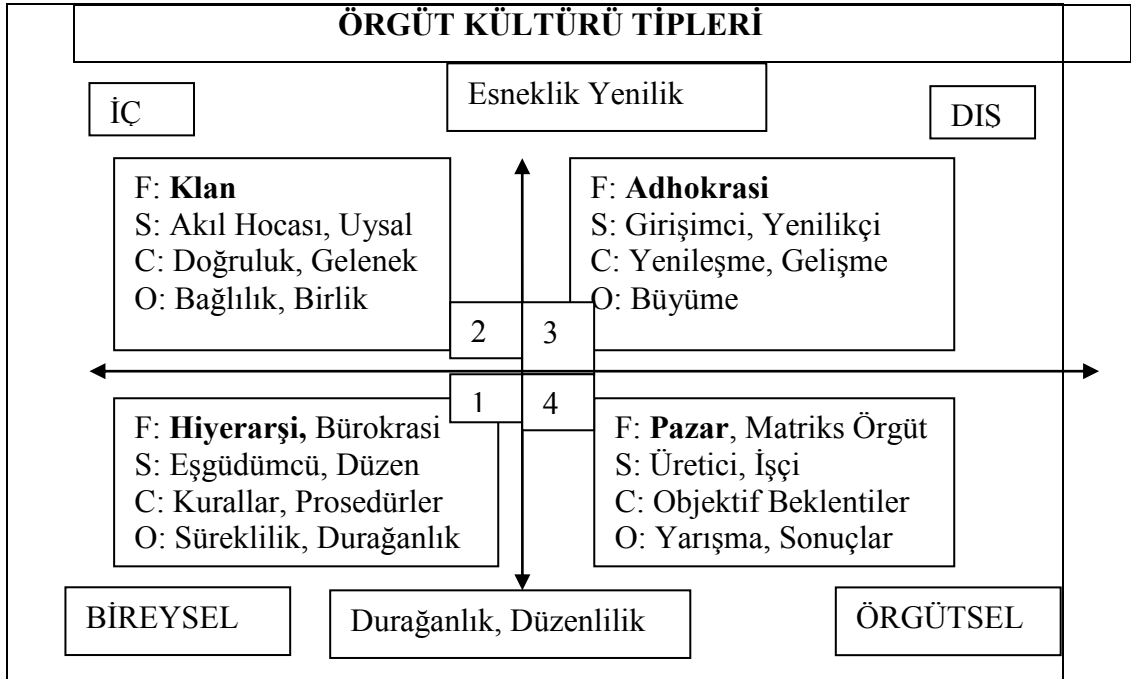 ÖRGÜT KÜLTÜRÜ TİPLERİ
İÇ
Esneklik Yenilik
DIŞ
F: Klan
S: Akıl Hocası, Uysal
C: Doğruluk, Gelenek
O: Bağlılık, Birlik
2
F: Adhokrasi
S: Girişimci, Yenilikçi
C: Yenileşme, Gelişme
O: Büyüme
3
F: Hiyerarşi, Bürokrasi
S: Eşgüdümcü, Düzen
C: Kurallar, Prosedürler
O: Süreklilik, Durağanlık
1
F: Pazar, Matriks Örgüt
S: Üretici, İşçi
C: Objektif Beklentiler
O: Yarışma, Sonuçlar
4
BİREYSEL
Durağanlık, Düzenlilik
ÖRGÜTSEL